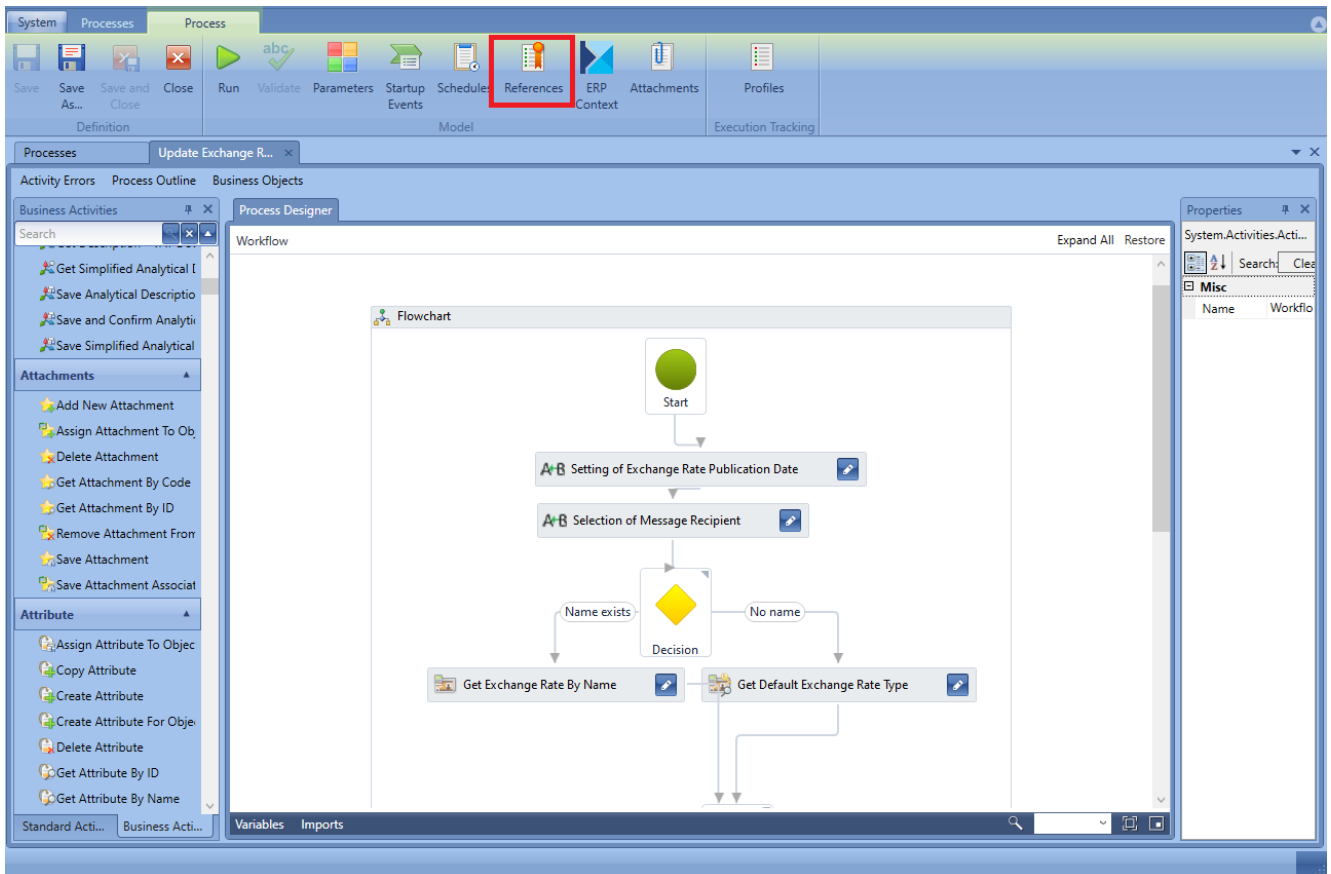 System Processes Process
abc
Save Save As... Save and Close Close Run Validate Parameters Startup Events Schedules References ERP Context Attachments Profiles
Definition Model Execution Tracking
Processes Update Exchange R...
Activity Errors Process Outline Business Objects
Business Activities
Search
Get Simplified Analytical D
Save Analytical Descriptio
Save and Confirm Analytic
Save Simplified Analytical
Attachments
Add New Attachment
Assign Attachment To Obj
Delete Attachment
Get Attachment By Code
Get Attachment By ID
Remove Attachment From
Save Attachment
Save Attachment Associat
Attribute
Assign Attribute To Objec
Copy Attribute
Create Attribute
Create Attribute For Obje
Delete Attribute
Get Attribute By ID
Get Attribute By Name
Standard Acti... Business Acti...
Process Designer
Workflow Expand All Restore
Flowchart
Start
A+B Setting of Exchange Rate Publication Date
A+B Selection of Message Recipient
Name exists No name
Decision
Get Exchange Rate By Name Get Default Exchange Rate Type
Variables Imports
Properties
System.Activities.Acti...
Search: Clea
Misc
Name Workflo